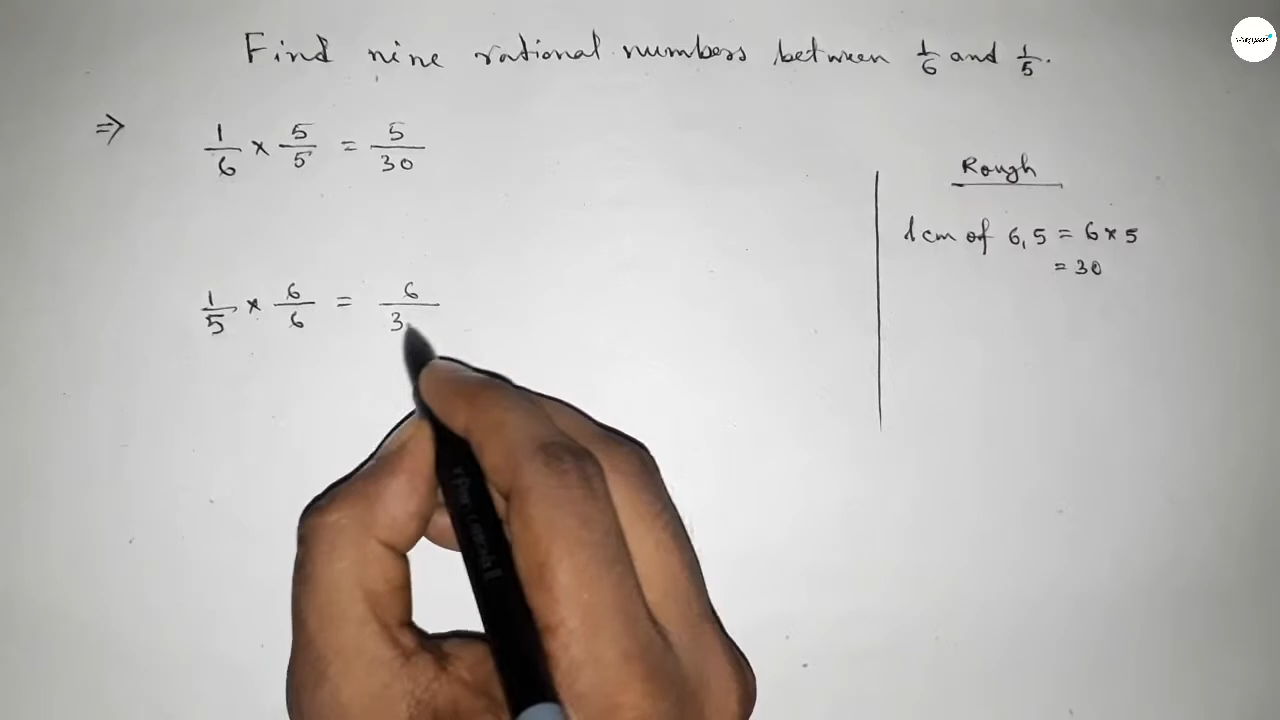 Find nine rational numbers between 1/6 and 1/5.
⇒ 1/6 × 5/5 = 5/30
1/5 × 6/6 = 6/3
Rough
lcm of 6, 5 = 6 × 5
= 30